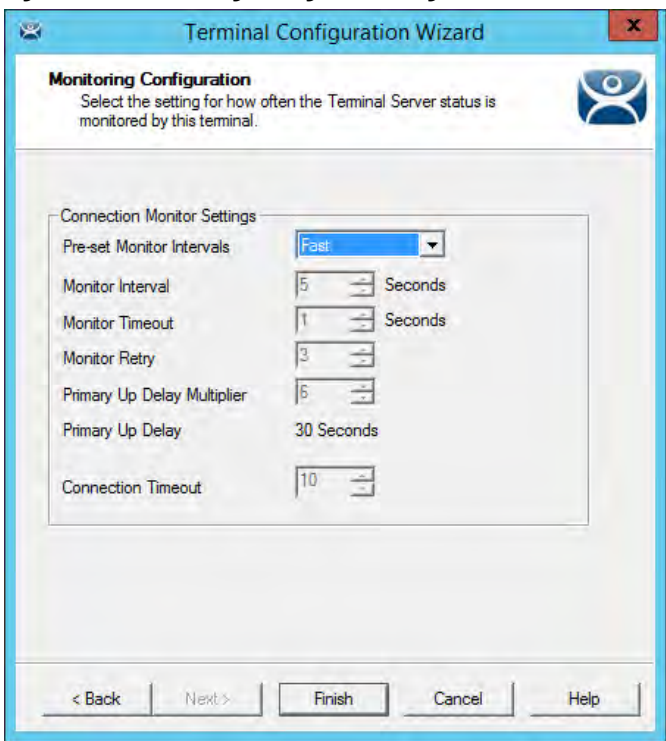 Terminal Configuration Wizard
x
Monitoring Configuration
Select the setting for how often the Terminal Server status is
monitored by this terminal.
Connection Monitor Settings
Pre-set Monitor Intervals Fast
Monitor Interval 5 Seconds
Monitor Timeout 1 Seconds
Monitor Retry 3
Primary Up Delay Multiplier 6
Primary Up Delay 30 Seconds
Connection Timeout 10
< Back Next > Finish Cancel Help